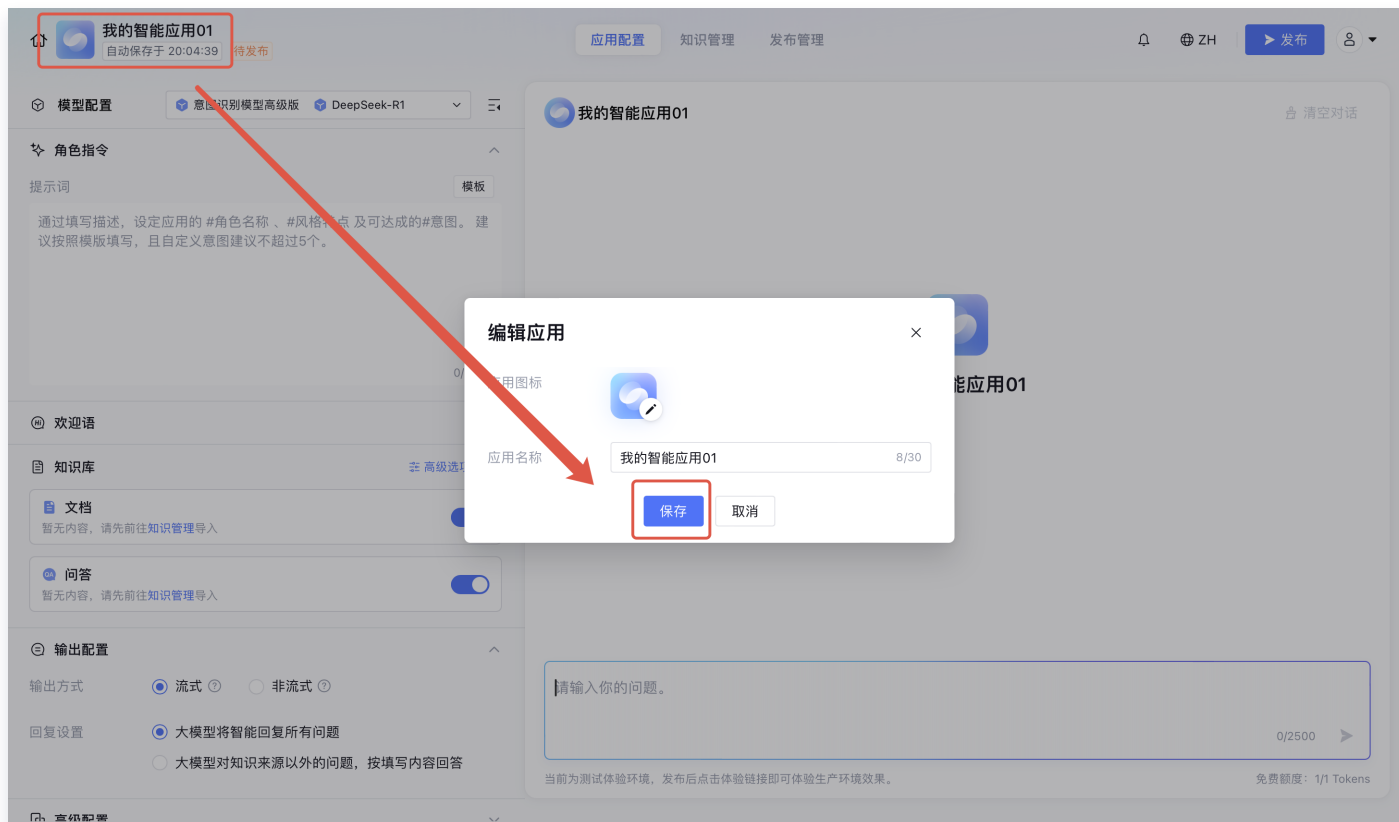 我的智能应用01
自动保存于 20:04:39
待发布
应用配置
知识管理
发布管理
ZH
发布
模型配置
意图识别模型高级版
DeepSeek-R1
角色指令
提示词
模板
通过填写描述，设定应用的 #角色名称 、#风格特点 及可达成的#意图。 建
议按照模版填写，且自定义意图建议不超过5个。
0/
欢迎语
知识库
高级选项
文档
暂无内容，请先前往知识管理导入
问答
暂无内容，请先前往知识管理导入
输出配置
输出方式
流式
非流式
回复设置
大模型将智能回复所有问题
大模型对知识来源以外的问题，按填写内容回答
高级配置
我的智能应用01
清空对话
能应用01
编辑应用
应用图标
应用名称
我的智能应用01
8/30
保存
取消
请输入你的问题。
0/2500
当前为测试体验环境，发布后点击体验链接即可体验生产环境效果。
免费额度：1/1 Tokens